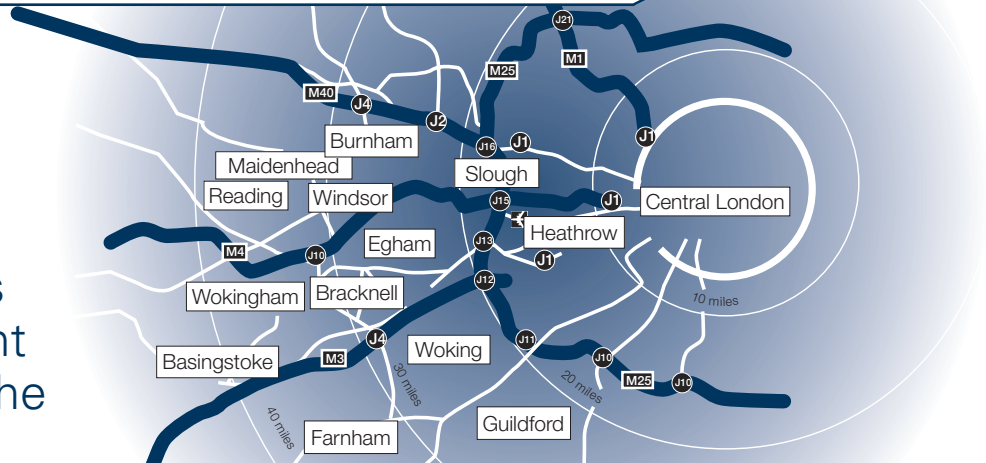 J21
M1
M25
M40
J4
J2
J1
J16
J1
Burnham
Maidenhead
Slough
Reading
Windsor
J15
J1
Central London
Heathrow
Egham
J13
M4
J10
J1
J12
Wokingham
Bracknell
10 miles
J4
J11
Woking
Basingstoke
M3
J10
M25
J10
30 miles
20 miles
40 miles
Farnham
Guildford
s
nt
he